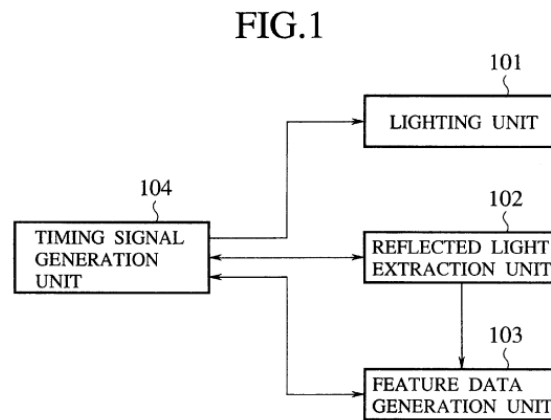 FIG.1
101
LIGHTING UNIT
104
TIMING SIGNAL
GENERATION
UNIT
102
REFLECTED LIGHT
EXTRACTION UNIT
103
FEATURE DATA
GENERATION UNIT